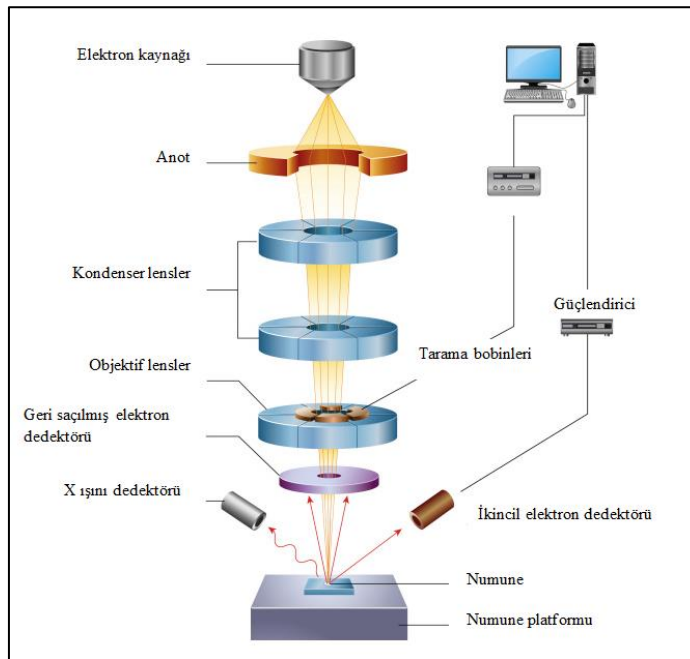 Elektron kaynağı
Anot
Kondenser lensler
Güçlendirici
Tarama bobinleri
Objektif lensler
Geri saçılmış elektron
dedektörü
X ışını dedektörü
İkincil elektron dedektörü
Numune
Numune platformu